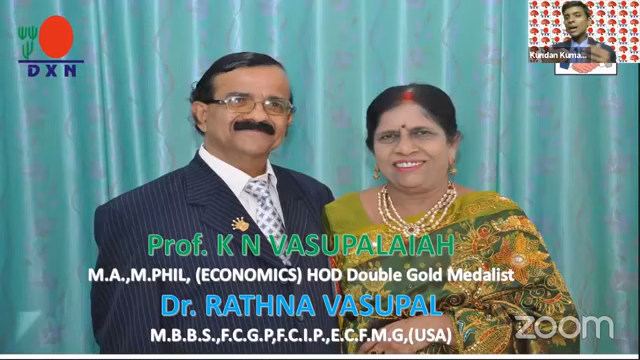 DXN
Kundan Kuma...
Prof. K N VASUPALAIAH
M.A.,M.PHIL, (ECONOMICS) HOD Double Gold Medalist
Dr. RATHNA VASUPAL
M.B.B.S.,F.C.G.P,F.C.I.P.,E.C.F.M.G,(USA)
zoom